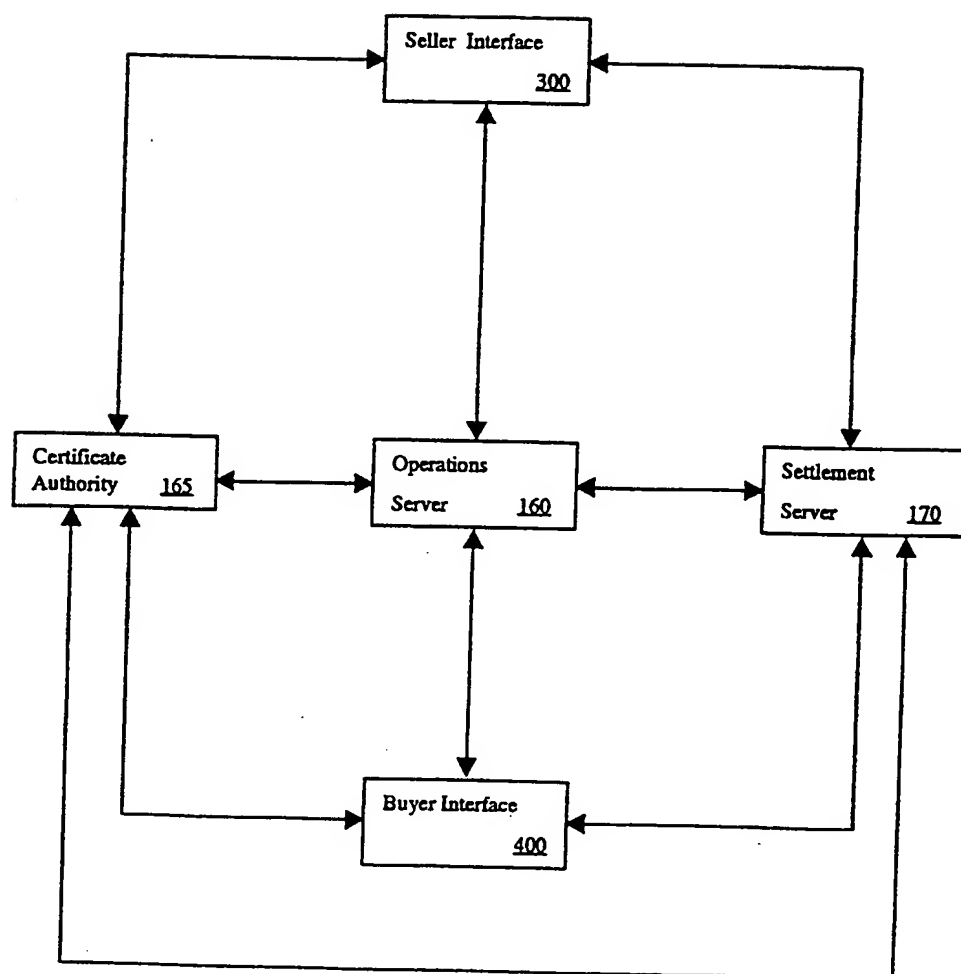 Seller Interface
300
Certificate
Authority 165
Operations
Server 160
Settlement
Server 170
Buyer Interface
400